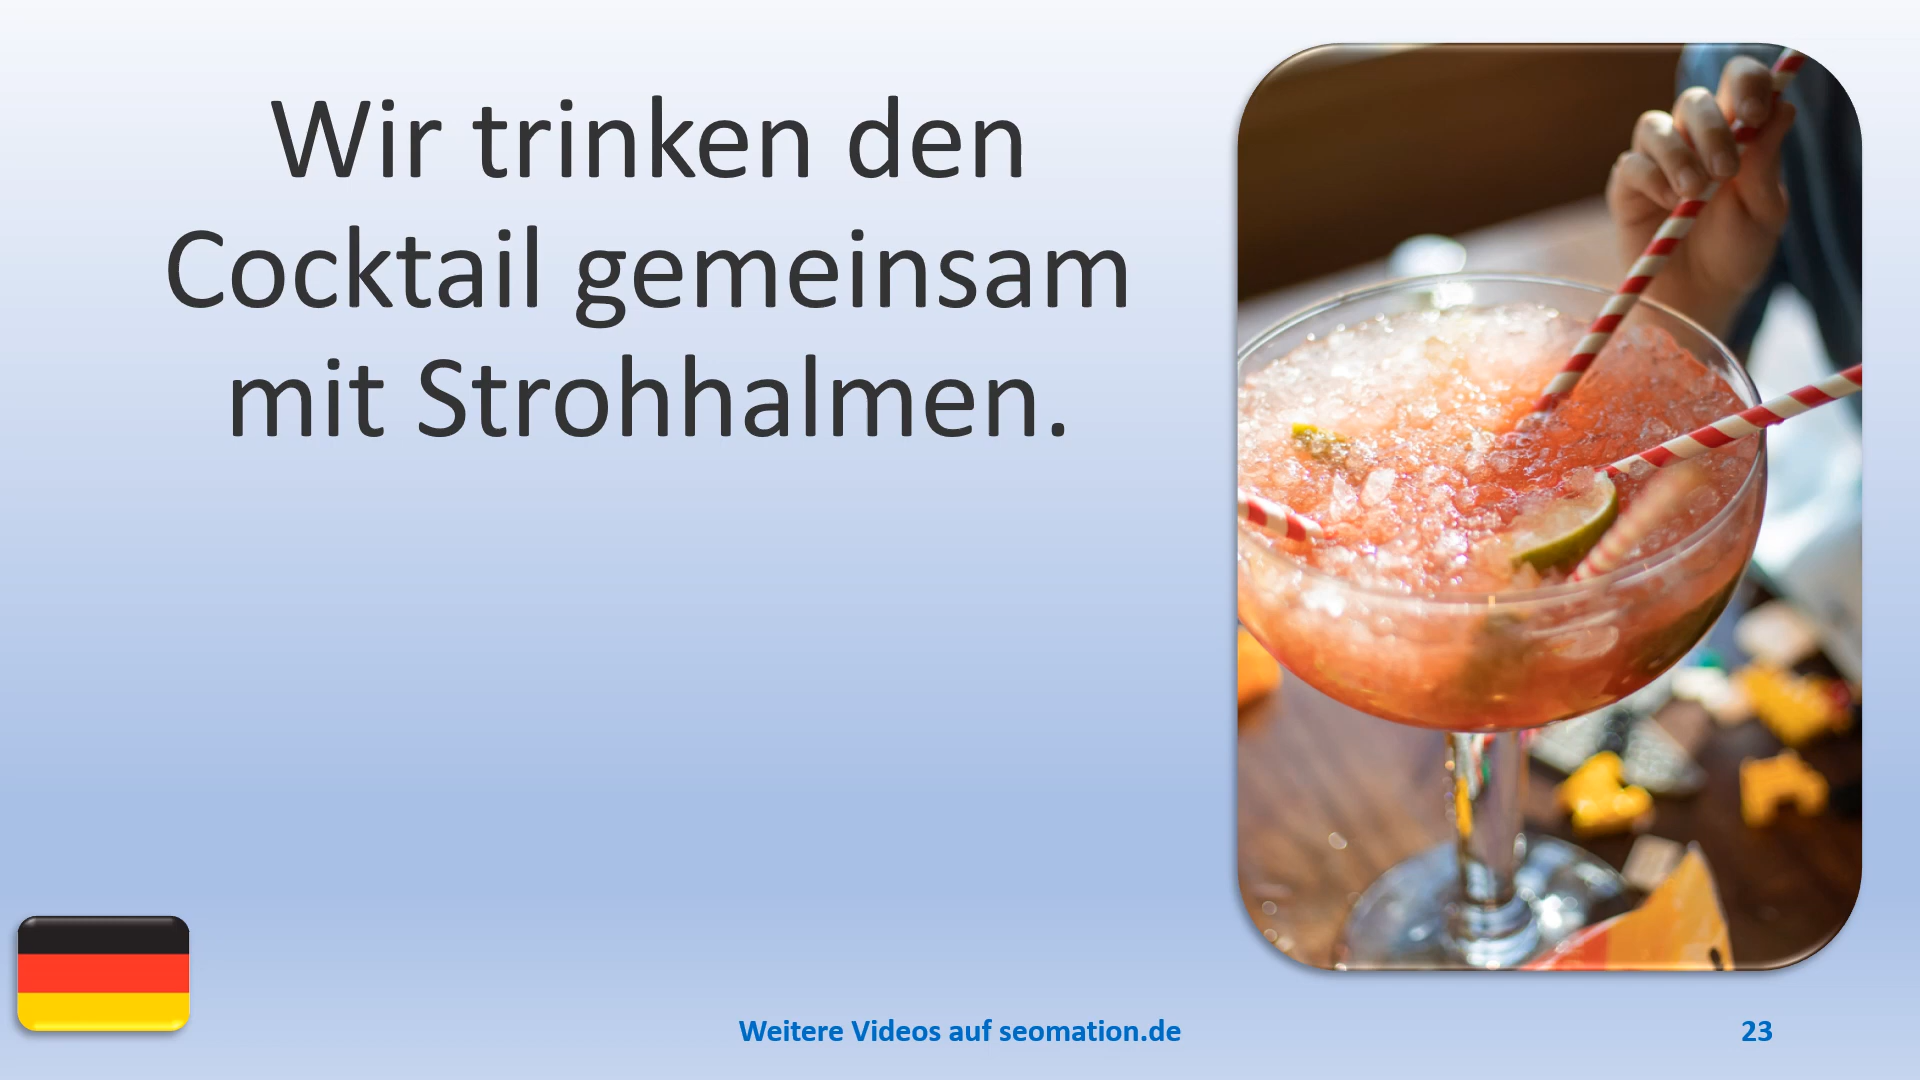 Wir trinken den
Cocktail gemeinsam
mit Strohhalmen.
Weitere Videos auf seomation.de
23